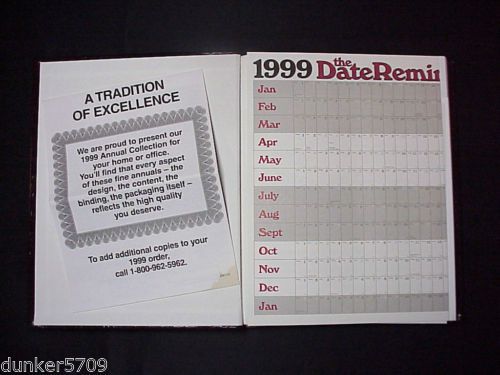 A TRADITION
OF EXCELLENCE
We are proud to present our
1999 Annual Collection for
your home or office.
You'll find that every aspect
of these fine annuals – the
design, the content, the
binding, the packaging itself –
reflects the high quality
you deserve.
To add additional copies to your
1999 order,
call 1-800-962-5962.
1999 the DateRemin
Jan
Feb
Mar
Apr
May
June
July
Aug
Sept
Oct
Nov
Dec
Jan
dunker5709